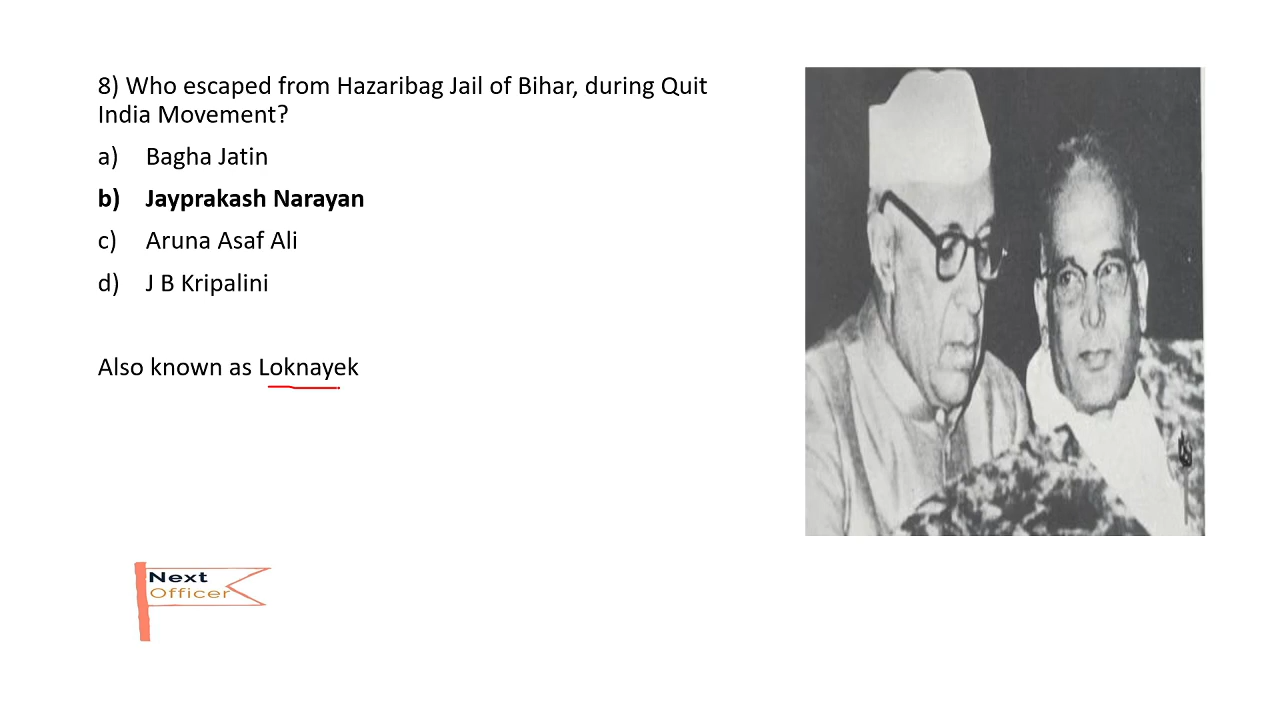 8) Who escaped from Hazaribag Jail of Bihar, during Quit
India Movement?
a) Bagha Jatin
b) Jayprakash Narayan
c) Aruna Asaf Ali
d) J B Kripalini
Also known as Loknayek
Next
Officer